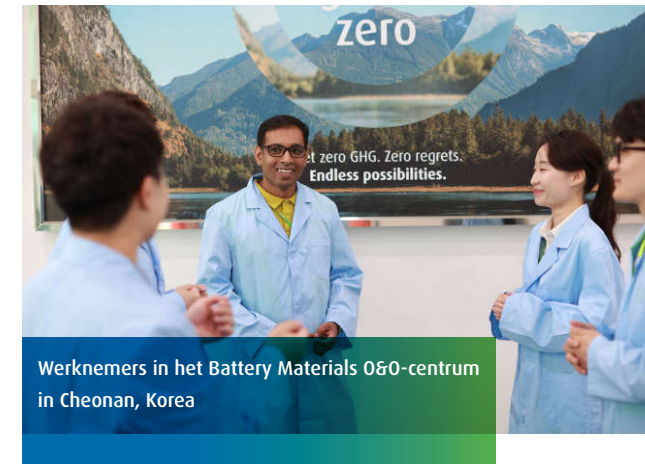 zero
et zero GHG. Zero regrets.
Endless possibilities.
Werknemers in het Battery Materials O&O-centrum
in Cheonan, Korea